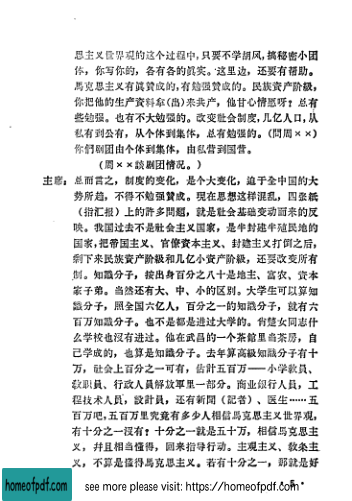 思主义世界观的这个过程中,只要不学胡风,搞秘密小团
体,你写你的,各有各的真实。这里边,还要有帮助。
马克思主义有真赞成的,有勉强赞成的。民族资产阶级,
你把他的生产资料拿(出)来共产,他甘心情愿呀?总有
些勉强。也有不大勉强的。改变社会制度,几亿人口,从
私有到公有,从个体到集体,总有勉强的。(问周××)
你们剧团由个体到集体,由私营到国营。
(周××谈剧团情况。)
主席:总而言之,制度的变化,是个大变化,迫于全中国的大
势所趋,不得不勉强赞成。现在思想这样混乱,四张纸
(指汇报)上的许多问题,就是社会基础变动而来的反
映。我国过去不是社会主义国家,是半封建半殖民地的
国家,把帝国主义、官僚资本主义、封建主义打倒之后,
剩下来民族资产阶级和几亿小资产阶级,还要改变所有
制。知识分子,按出身百分之八十是地主、富农、资本
家子弟。当然还有大、中、小的区别。大学生可以算知
识分子,照全国六亿人,百分之一的知识分子,就有六
百万知识分子。也不是都是进过大学的。肯楚女同志什
么学校也没有进过。他在武昌的一个茶馆里当茶房,自
己学成的,也算是知识分子。去年算高级知识分子有十
万,社会上百分之一可有,估计五百万——小学教员、
教职员、行政人员解放军里一部分。商业银行人员,工
程技术人员,设计员,还有新闻(记者)、医生……五
百万吧,五百万里究竟有多少人相信马克思主义世界观,
有十分之一没有?十分之一就是五十万,相信马克思主
义,并且相当懂得,回来指导行动。主观主义、教条主
义,不算是懂得马克思主义。若有十分之一,那就是好
homeofpdf.com
see more please visit: https://homeofpdf.com